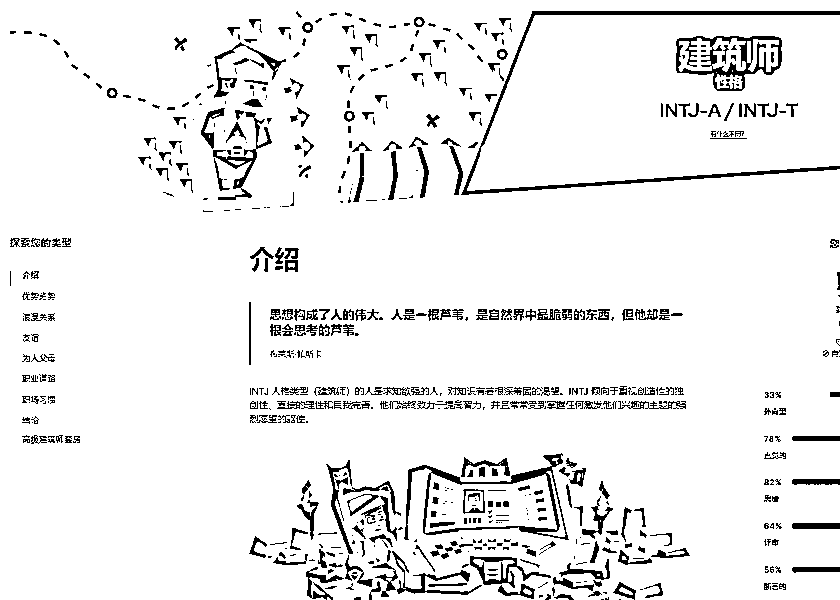 建筑师
性格
INTJ-A / INTJ-T
有什么不同?
探索您的类型
介绍
优势劣势
浪漫关系
友谊
为人父母
职业道路
职场习惯
结论
高级建筑师套房
介绍
思想构成了人的伟大。人是一根芦苇,是自然界中最脆弱的东西,但他却是一
根会思考的芦苇。
布莱斯·帕斯卡
INTJ 人格类型(建筑师)的人是求知欲强的人,对知识有着根深蒂固的渴望。INTJ 倾向于重视创造性的独
创性、直接的理性和自我完善。他们始终致力于提高智力,并且常常受到掌握任何激发他们兴趣的主题的强
烈愿望的驱使。
33%
外向型
78%
直觉的
82%
思维
64%
评审
56%